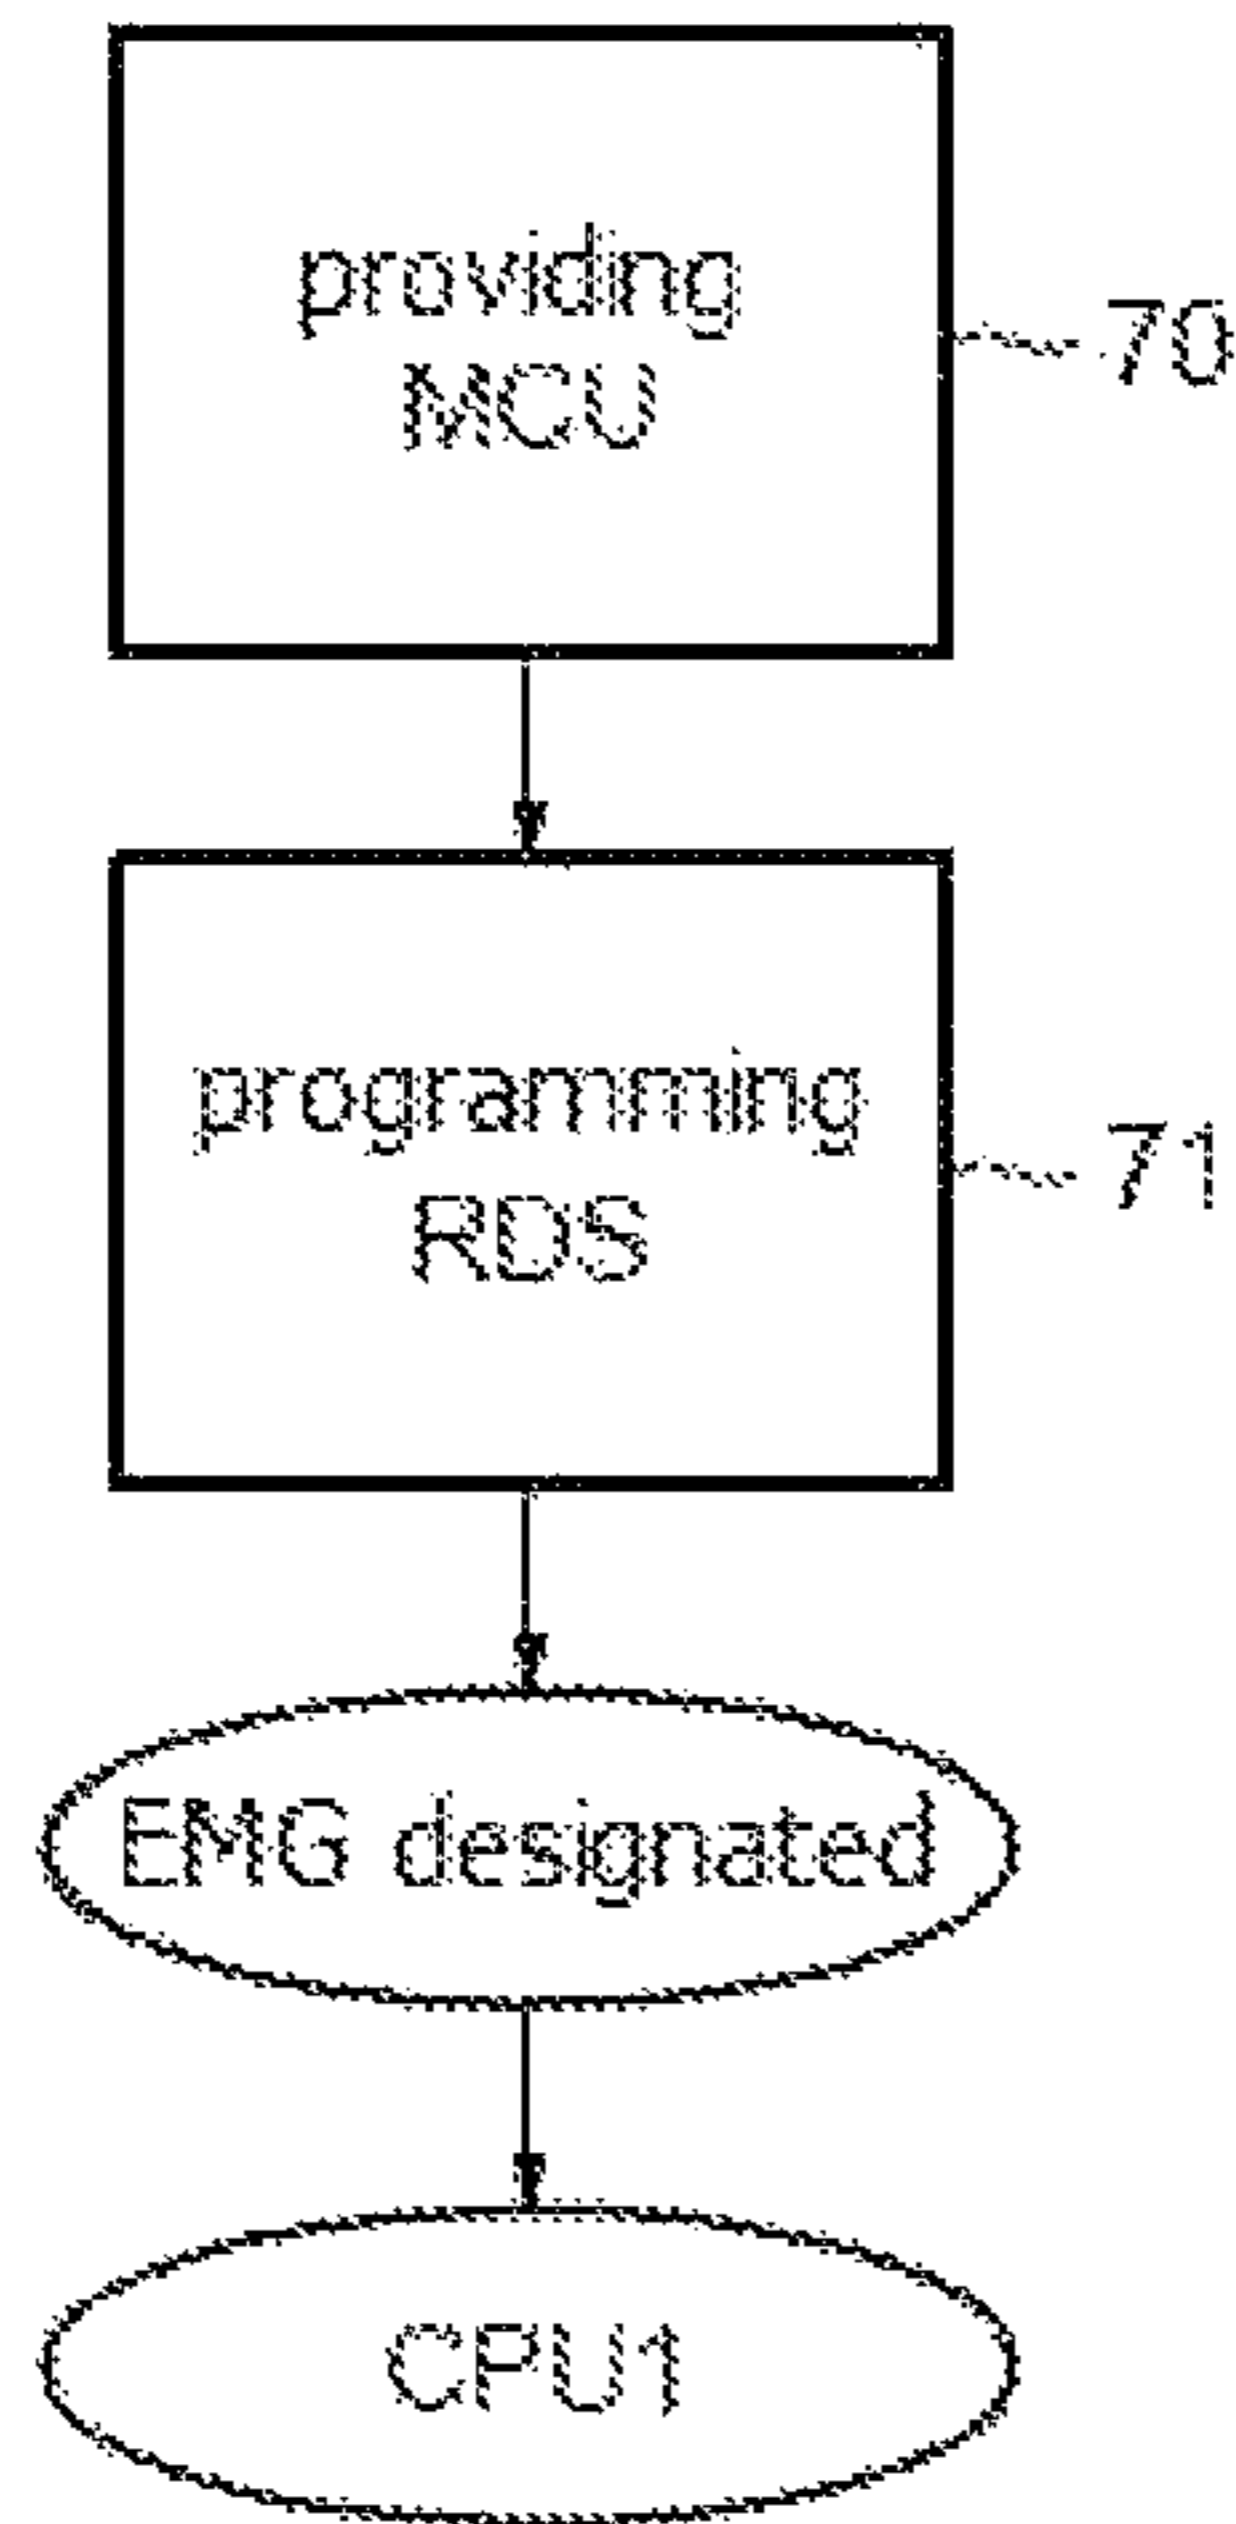 providing
MCU
70
programming
RDS
71
EMG designated
CPU1